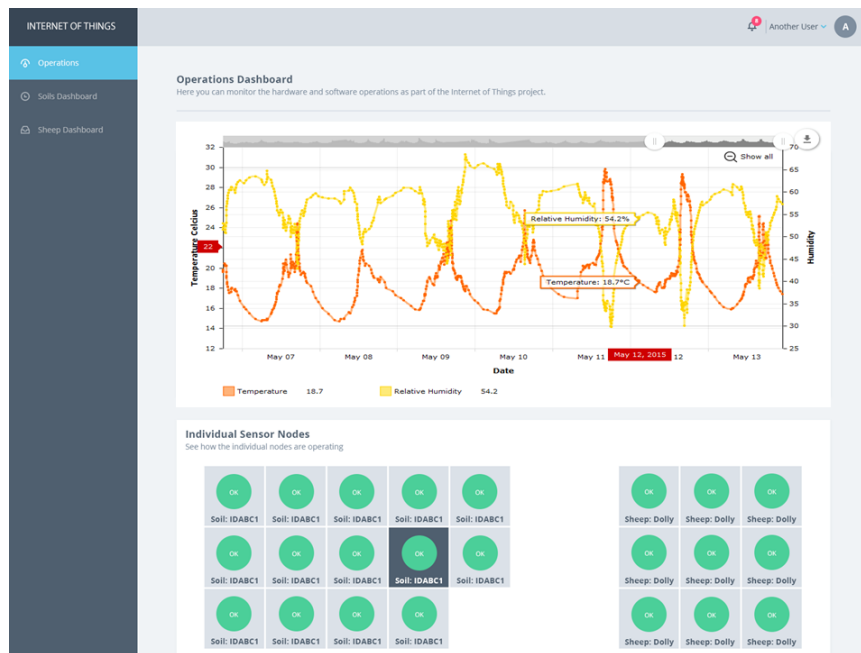 INTERNET OF THINGS
Another User
A
Operations
Soils Dashboard
Sheep Dashboard
Operations Dashboard
Here you can monitor the hardware and software operations as part of the Internet of Things project.
Show all
32
30
28
26
24
22
20
18
16
14
12
Temperature Celcius
70
65
60
55
50
45
40
35
30
25
Humidity
Relative Humidity: 54.2%
Temperature: 18.7°C
May 07
May 08
May 09
May 10
May 11
May 12, 2015
12
May 13
Date
Temperature 18.7
Relative Humidity 54.2
Individual Sensor Nodes
See how the individual nodes are operating
OK OK OK OK OK OK OK OK
Soil: IDABC1 Soil: IDABC1 Soil: IDABC1 Soil: IDABC1 Soil: IDABC1 Sheep: Dolly Sheep: Dolly Sheep: Dolly
OK OK OK OK OK OK OK OK
Soil: IDABC1 Soil: IDABC1 Soil: IDABC1 Soil: IDABC1 Soil: IDABC1 Sheep: Dolly Sheep: Dolly Sheep: Dolly
OK OK OK OK OK OK OK
Soil: IDABC1 Soil: IDABC1 Soil: IDABC1 Soil: IDABC1 Sheep: Dolly Sheep: Dolly Sheep: Dolly